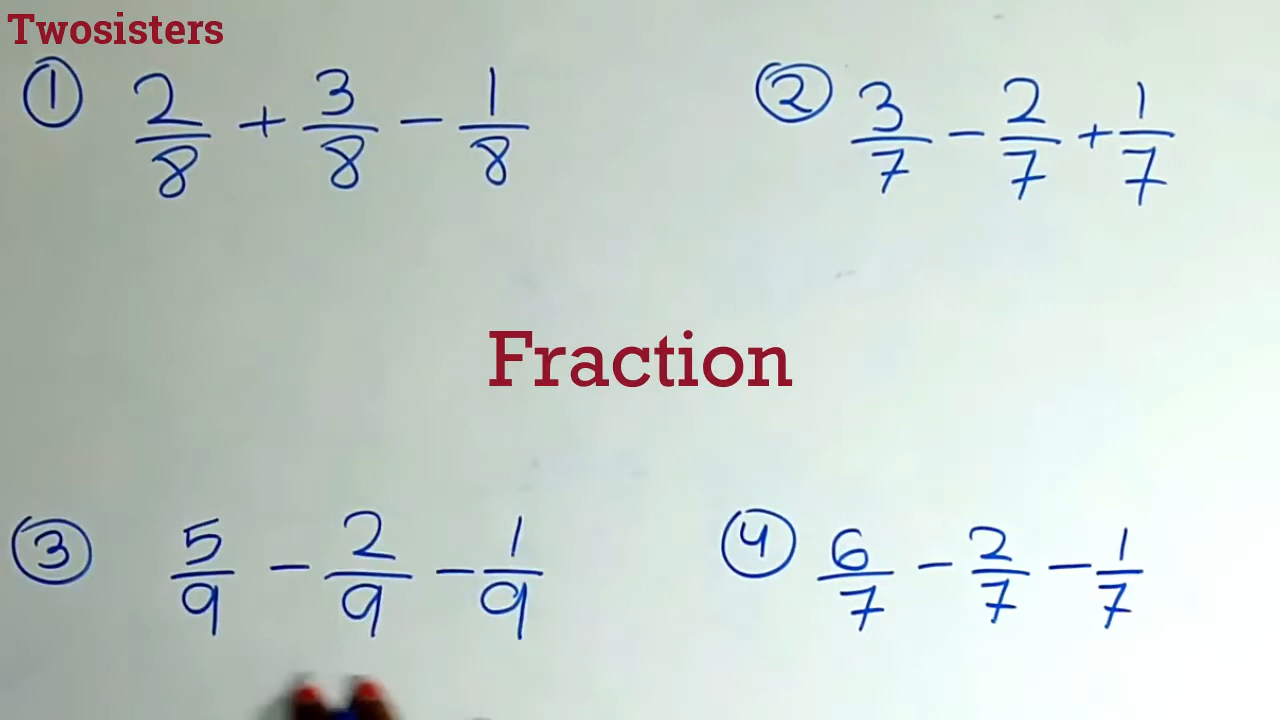 Twosisters
① 2/8 + 3/8 - 1/8
② 3/7 - 2/7 + 1/7
Fraction
③ 5/9 - 2/9 - 1/9
④ 6/7 - 2/7 - 1/7